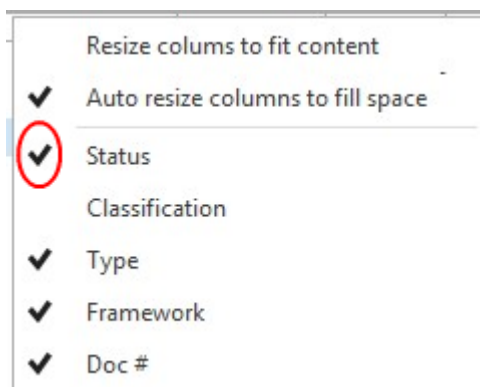 Resize colums to fit content
Auto resize columns to fill space
Status
Classification
Type
Framework
Doc #